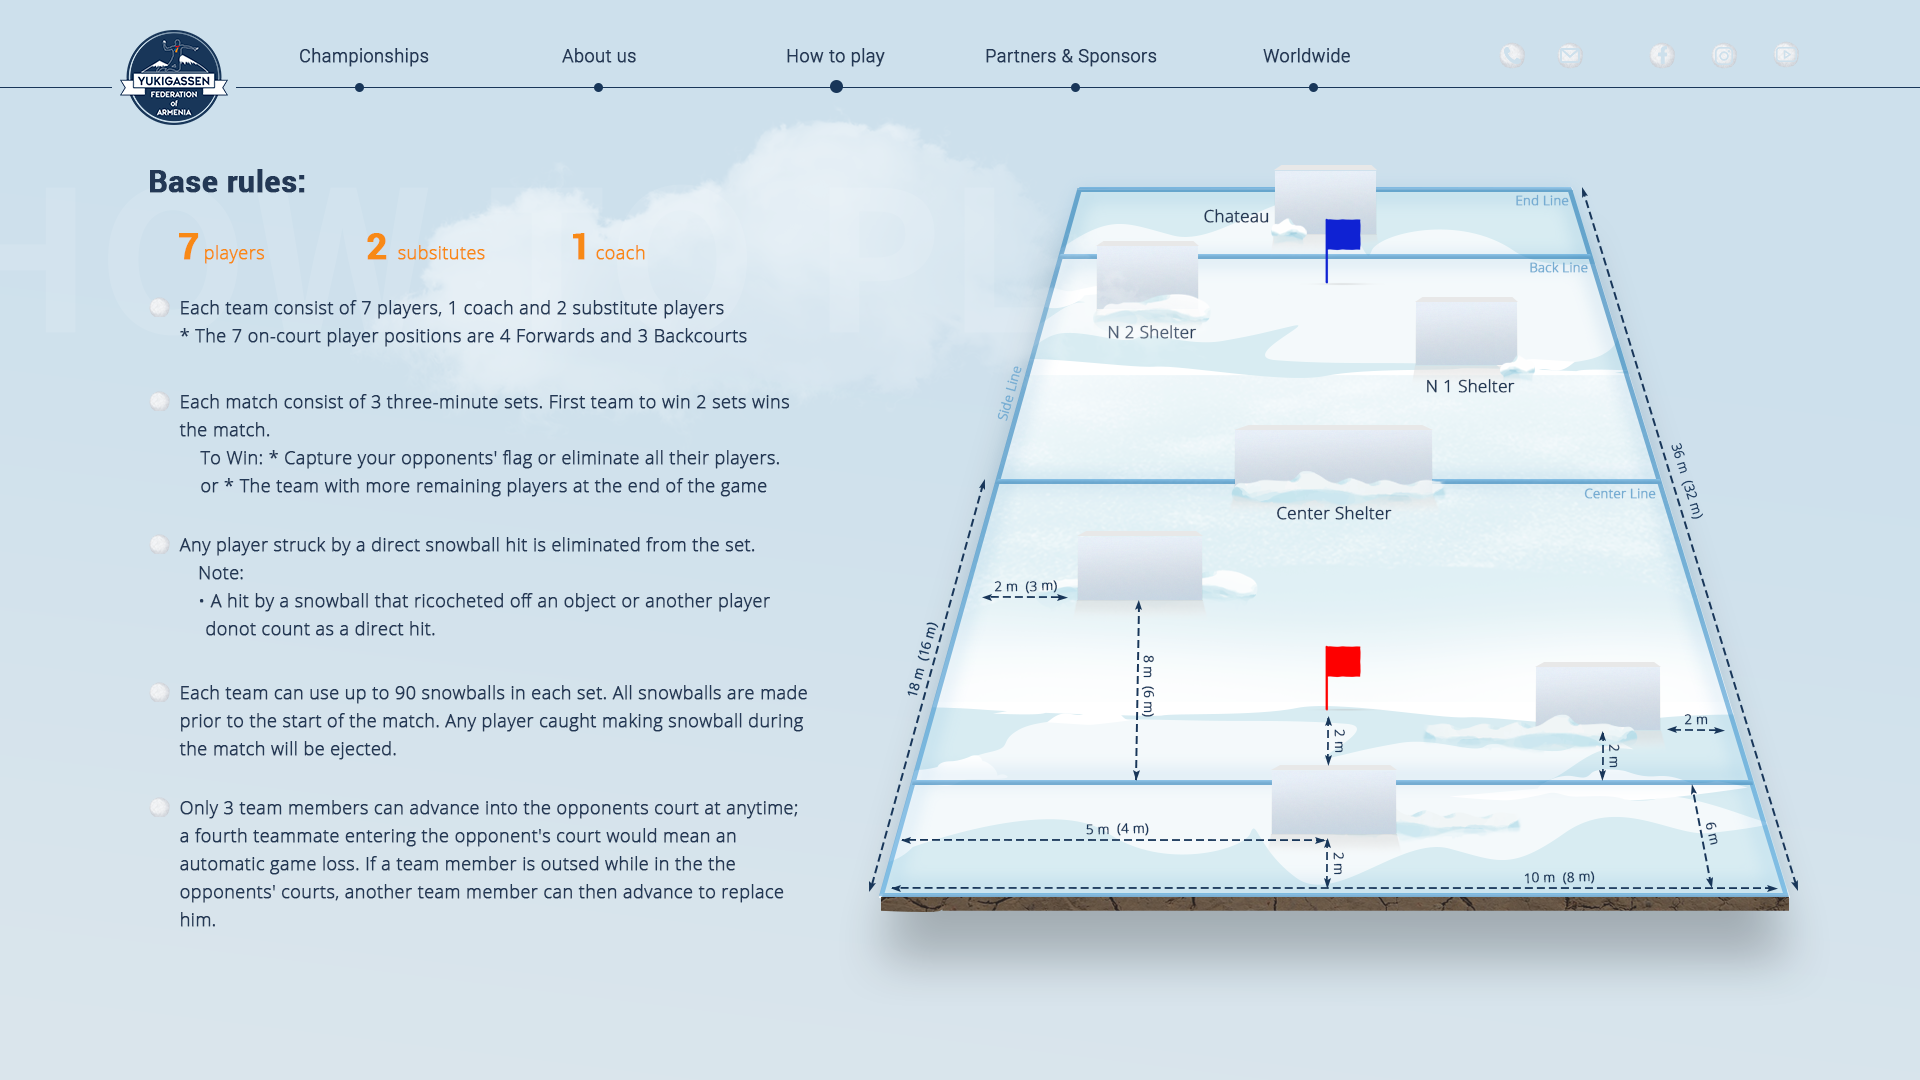 YUKIGASSEN
FEDERATION
of
ARMENIA
Championships
About us
How to play
Partners & Sponsors
Worldwide
HOW TO PL
Base rules:
7 players
2 subsitutes
1 coach
Each team consist of 7 players, 1 coach and 2 substitute players
* The 7 on-court player positions are 4 Forwards and 3 Backcourts
Each match consist of 3 three-minute sets. First team to win 2 sets wins
the match.
To Win: * Capture your opponents' flag or eliminate all their players.
or * The team with more remaining players at the end of the game
Any player struck by a direct snowball hit is eliminated from the set.
Note:
• A hit by a snowball that ricocheted off an object or another player
donot count as a direct hit.
Each team can use up to 90 snowballs in each set. All snowballs are made
prior to the start of the match. Any player caught making snowball during
the match will be ejected.
Only 3 team members can advance into the opponents court at anytime;
a fourth teammate entering the opponent's court would mean an
automatic game loss. If a team member is outsed while in the the
opponents' courts, another team member can then advance to replace
him.
End Line
Chateau
Back Line
N 2 Shelter
N 1 Shelter
Side Line
36 m (32 m)
Center Line
Center Shelter
2 m (3 m)
18 m (16 m)
8 m (6 m)
2 m
2 m
2 m
6 m
5 m (4 m)
2 m
10 m (8 m)